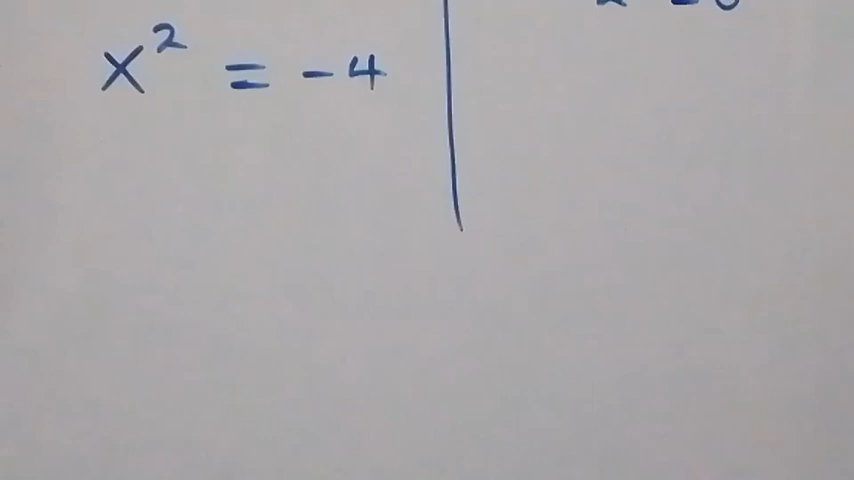 x² = -4